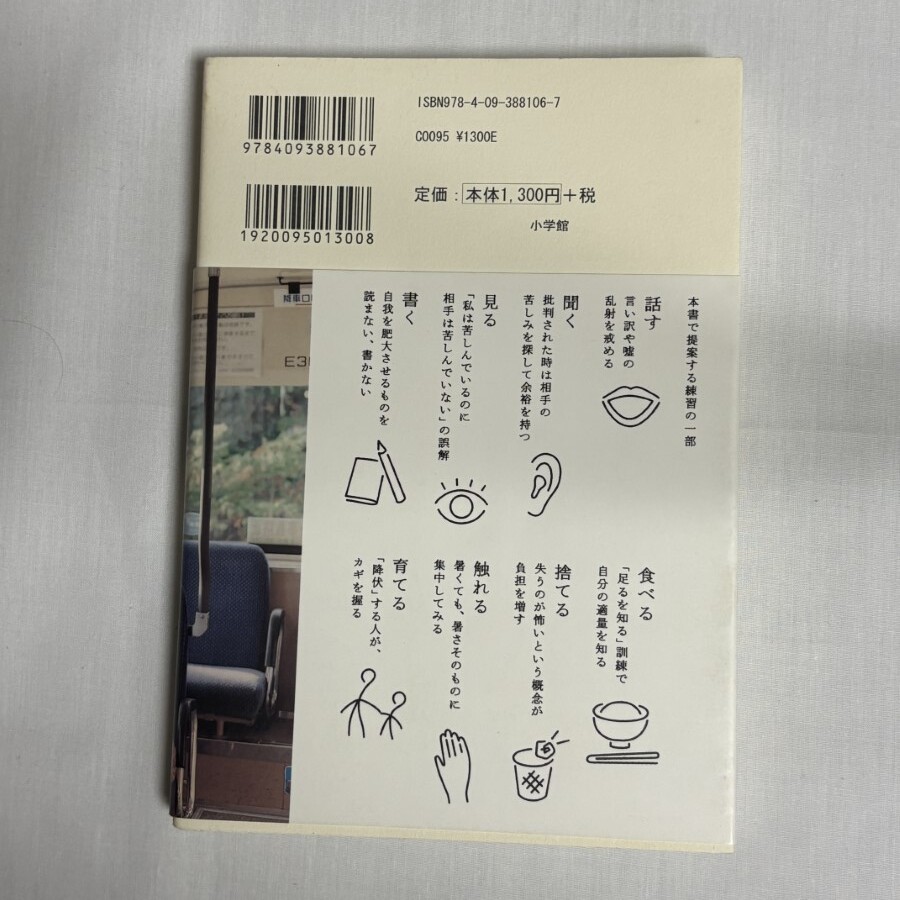 ISBN978-4-09-388106-7
9784093881067
C0095 ¥1300E
定価：本体1,300円＋税
1920095013008
小学館
降車口
E3
本書で提案する練習の一部
話す
言い訳や嘘の
乱射を戒める
聞く
批判された時は相手の
苦しみを探して余裕を持つ
見る
「私は苦しんでいるのに
相手は苦しんでいない」の誤解
書く
自我を肥大させるものを
読まない、書かない
食べる
「足るを知る」訓練で
自分の適量を知る
捨てる
失うのが怖いという概念が
負担を増す
触れる
暑くても、暑さそのものに
集中してみる
育てる
「降伏」する人が、
カギを握る